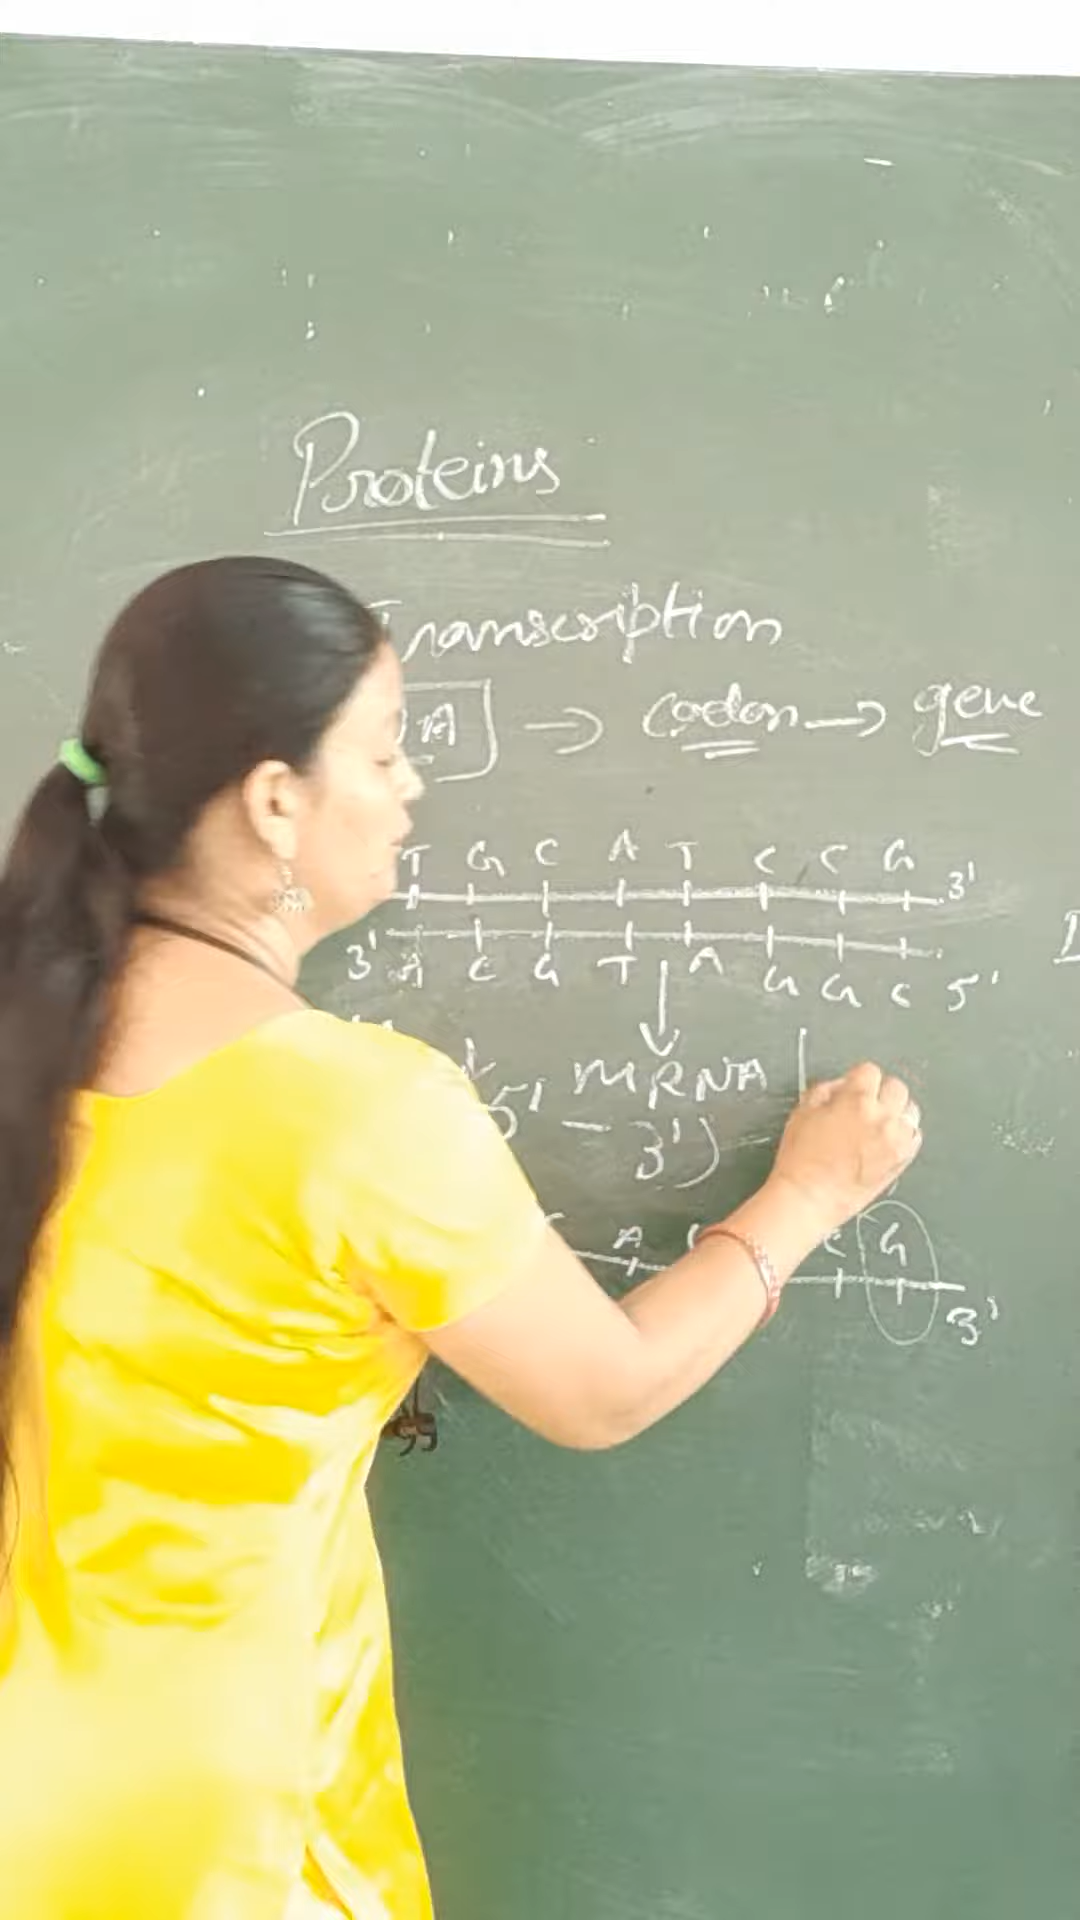 Proteins
Transcription
A → codon → gene
T G C A T C C G 3'
3' A C G T A G G C 5'
mRNA
5' - 3')
A C G
3'